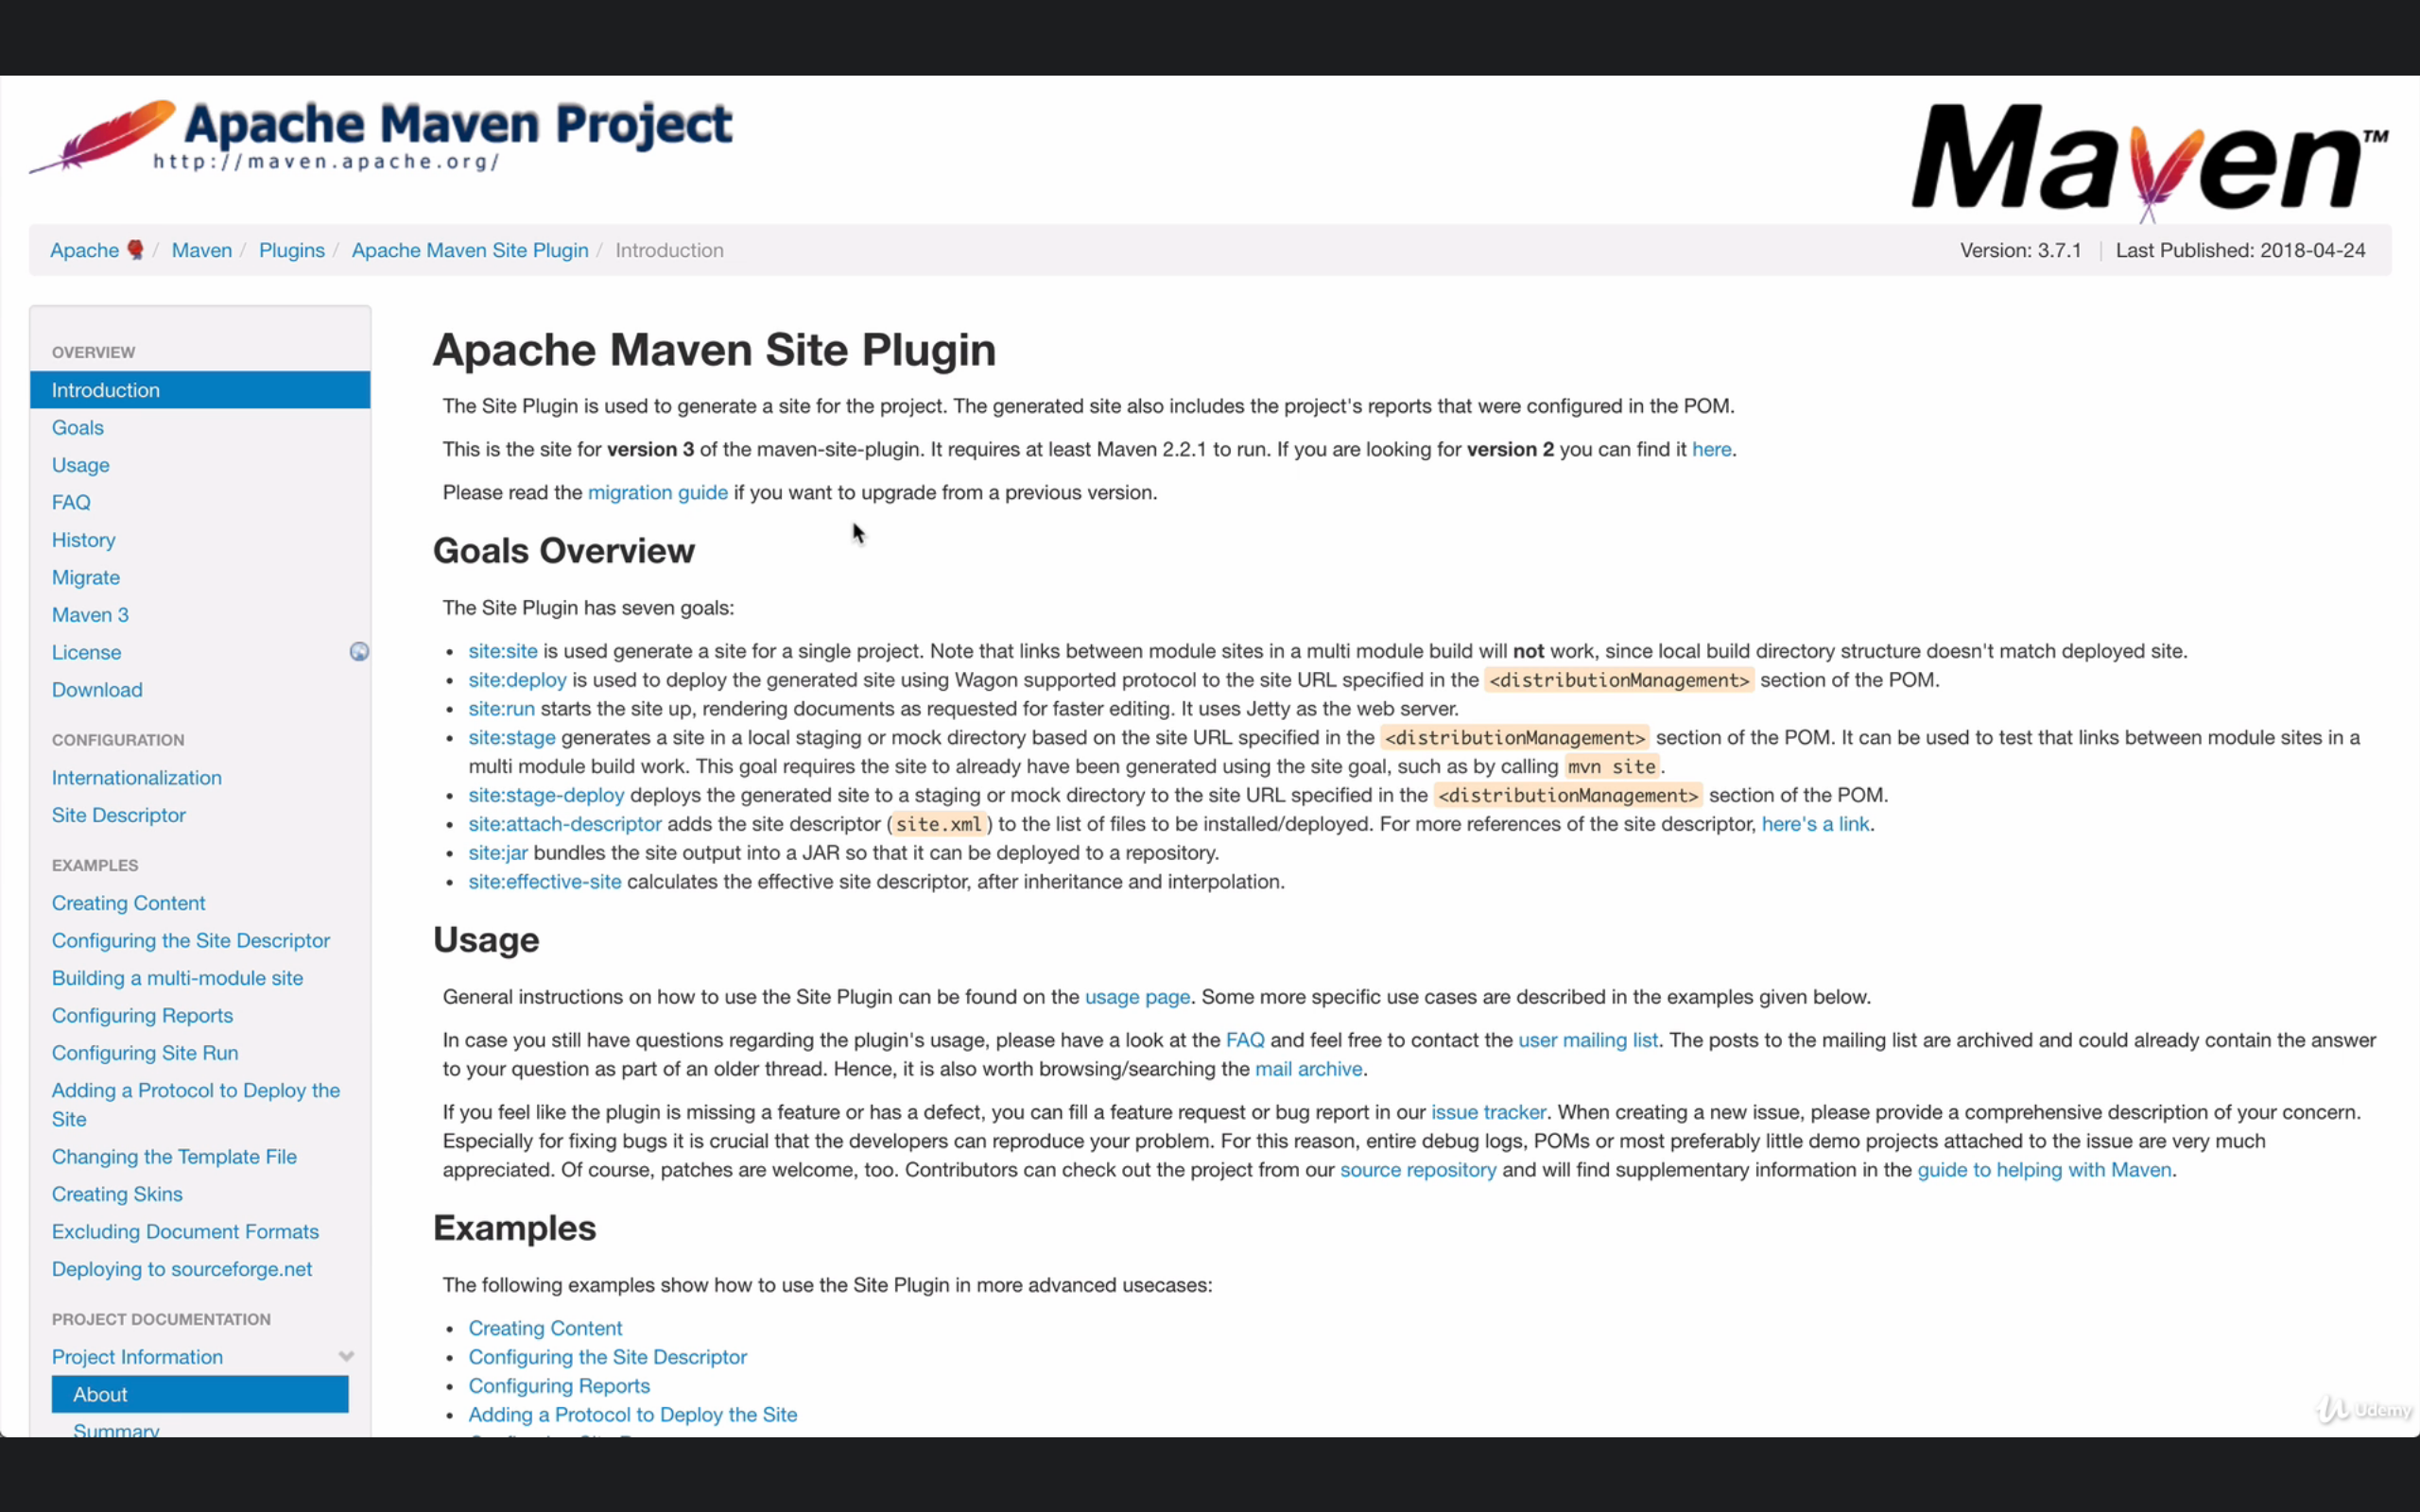 Apache Maven Project
http://maven.apache.org/
Maven™
Apache / Maven / Plugins / Apache Maven Site Plugin / Introduction
Version: 3.7.1 | Last Published: 2018-04-24
OVERVIEW
Introduction
Goals
Usage
FAQ
History
Migrate
Maven 3
License
Download
CONFIGURATION
Internationalization
Site Descriptor
EXAMPLES
Creating Content
Configuring the Site Descriptor
Building a multi-module site
Configuring Reports
Configuring Site Run
Adding a Protocol to Deploy the
Site
Changing the Template File
Creating Skins
Excluding Document Formats
Deploying to sourceforge.net
PROJECT DOCUMENTATION
Project Information
About
Summary
Apache Maven Site Plugin
The Site Plugin is used to generate a site for the project. The generated site also includes the project's reports that were configured in the POM.
This is the site for version 3 of the maven-site-plugin. It requires at least Maven 2.2.1 to run. If you are looking for version 2 you can find it here.
Please read the migration guide if you want to upgrade from a previous version.
Goals Overview
The Site Plugin has seven goals:
• site:site is used generate a site for a single project. Note that links between module sites in a multi module build will not work, since local build directory structure doesn't match deployed site.
• site:deploy is used to deploy the generated site using Wagon supported protocol to the site URL specified in the <distributionManagement> section of the POM.
• site:run starts the site up, rendering documents as requested for faster editing. It uses Jetty as the web server.
• site:stage generates a site in a local staging or mock directory based on the site URL specified in the <distributionManagement> section of the POM. It can be used to test that links between module sites in a
multi module build work. This goal requires the site to already have been generated using the site goal, such as by calling mvn site.
• site:stage-deploy deploys the generated site to a staging or mock directory to the site URL specified in the <distributionManagement> section of the POM.
• site:attach-descriptor adds the site descriptor (site.xml) to the list of files to be installed/deployed. For more references of the site descriptor, here's a link.
• site:jar bundles the site output into a JAR so that it can be deployed to a repository.
• site:effective-site calculates the effective site descriptor, after inheritance and interpolation.
Usage
General instructions on how to use the Site Plugin can be found on the usage page. Some more specific use cases are described in the examples given below.
In case you still have questions regarding the plugin's usage, please have a look at the FAQ and feel free to contact the user mailing list. The posts to the mailing list are archived and could already contain the answer
to your question as part of an older thread. Hence, it is also worth browsing/searching the mail archive.
If you feel like the plugin is missing a feature or has a defect, you can fill a feature request or bug report in our issue tracker. When creating a new issue, please provide a comprehensive description of your concern.
Especially for fixing bugs it is crucial that the developers can reproduce your problem. For this reason, entire debug logs, POMs or most preferably little demo projects attached to the issue are very much
appreciated. Of course, patches are welcome, too. Contributors can check out the project from our source repository and will find supplementary information in the guide to helping with Maven.
Examples
The following examples show how to use the Site Plugin in more advanced usecases:
• Creating Content
• Configuring the Site Descriptor
• Configuring Reports
• Adding a Protocol to Deploy the Site
Udemy